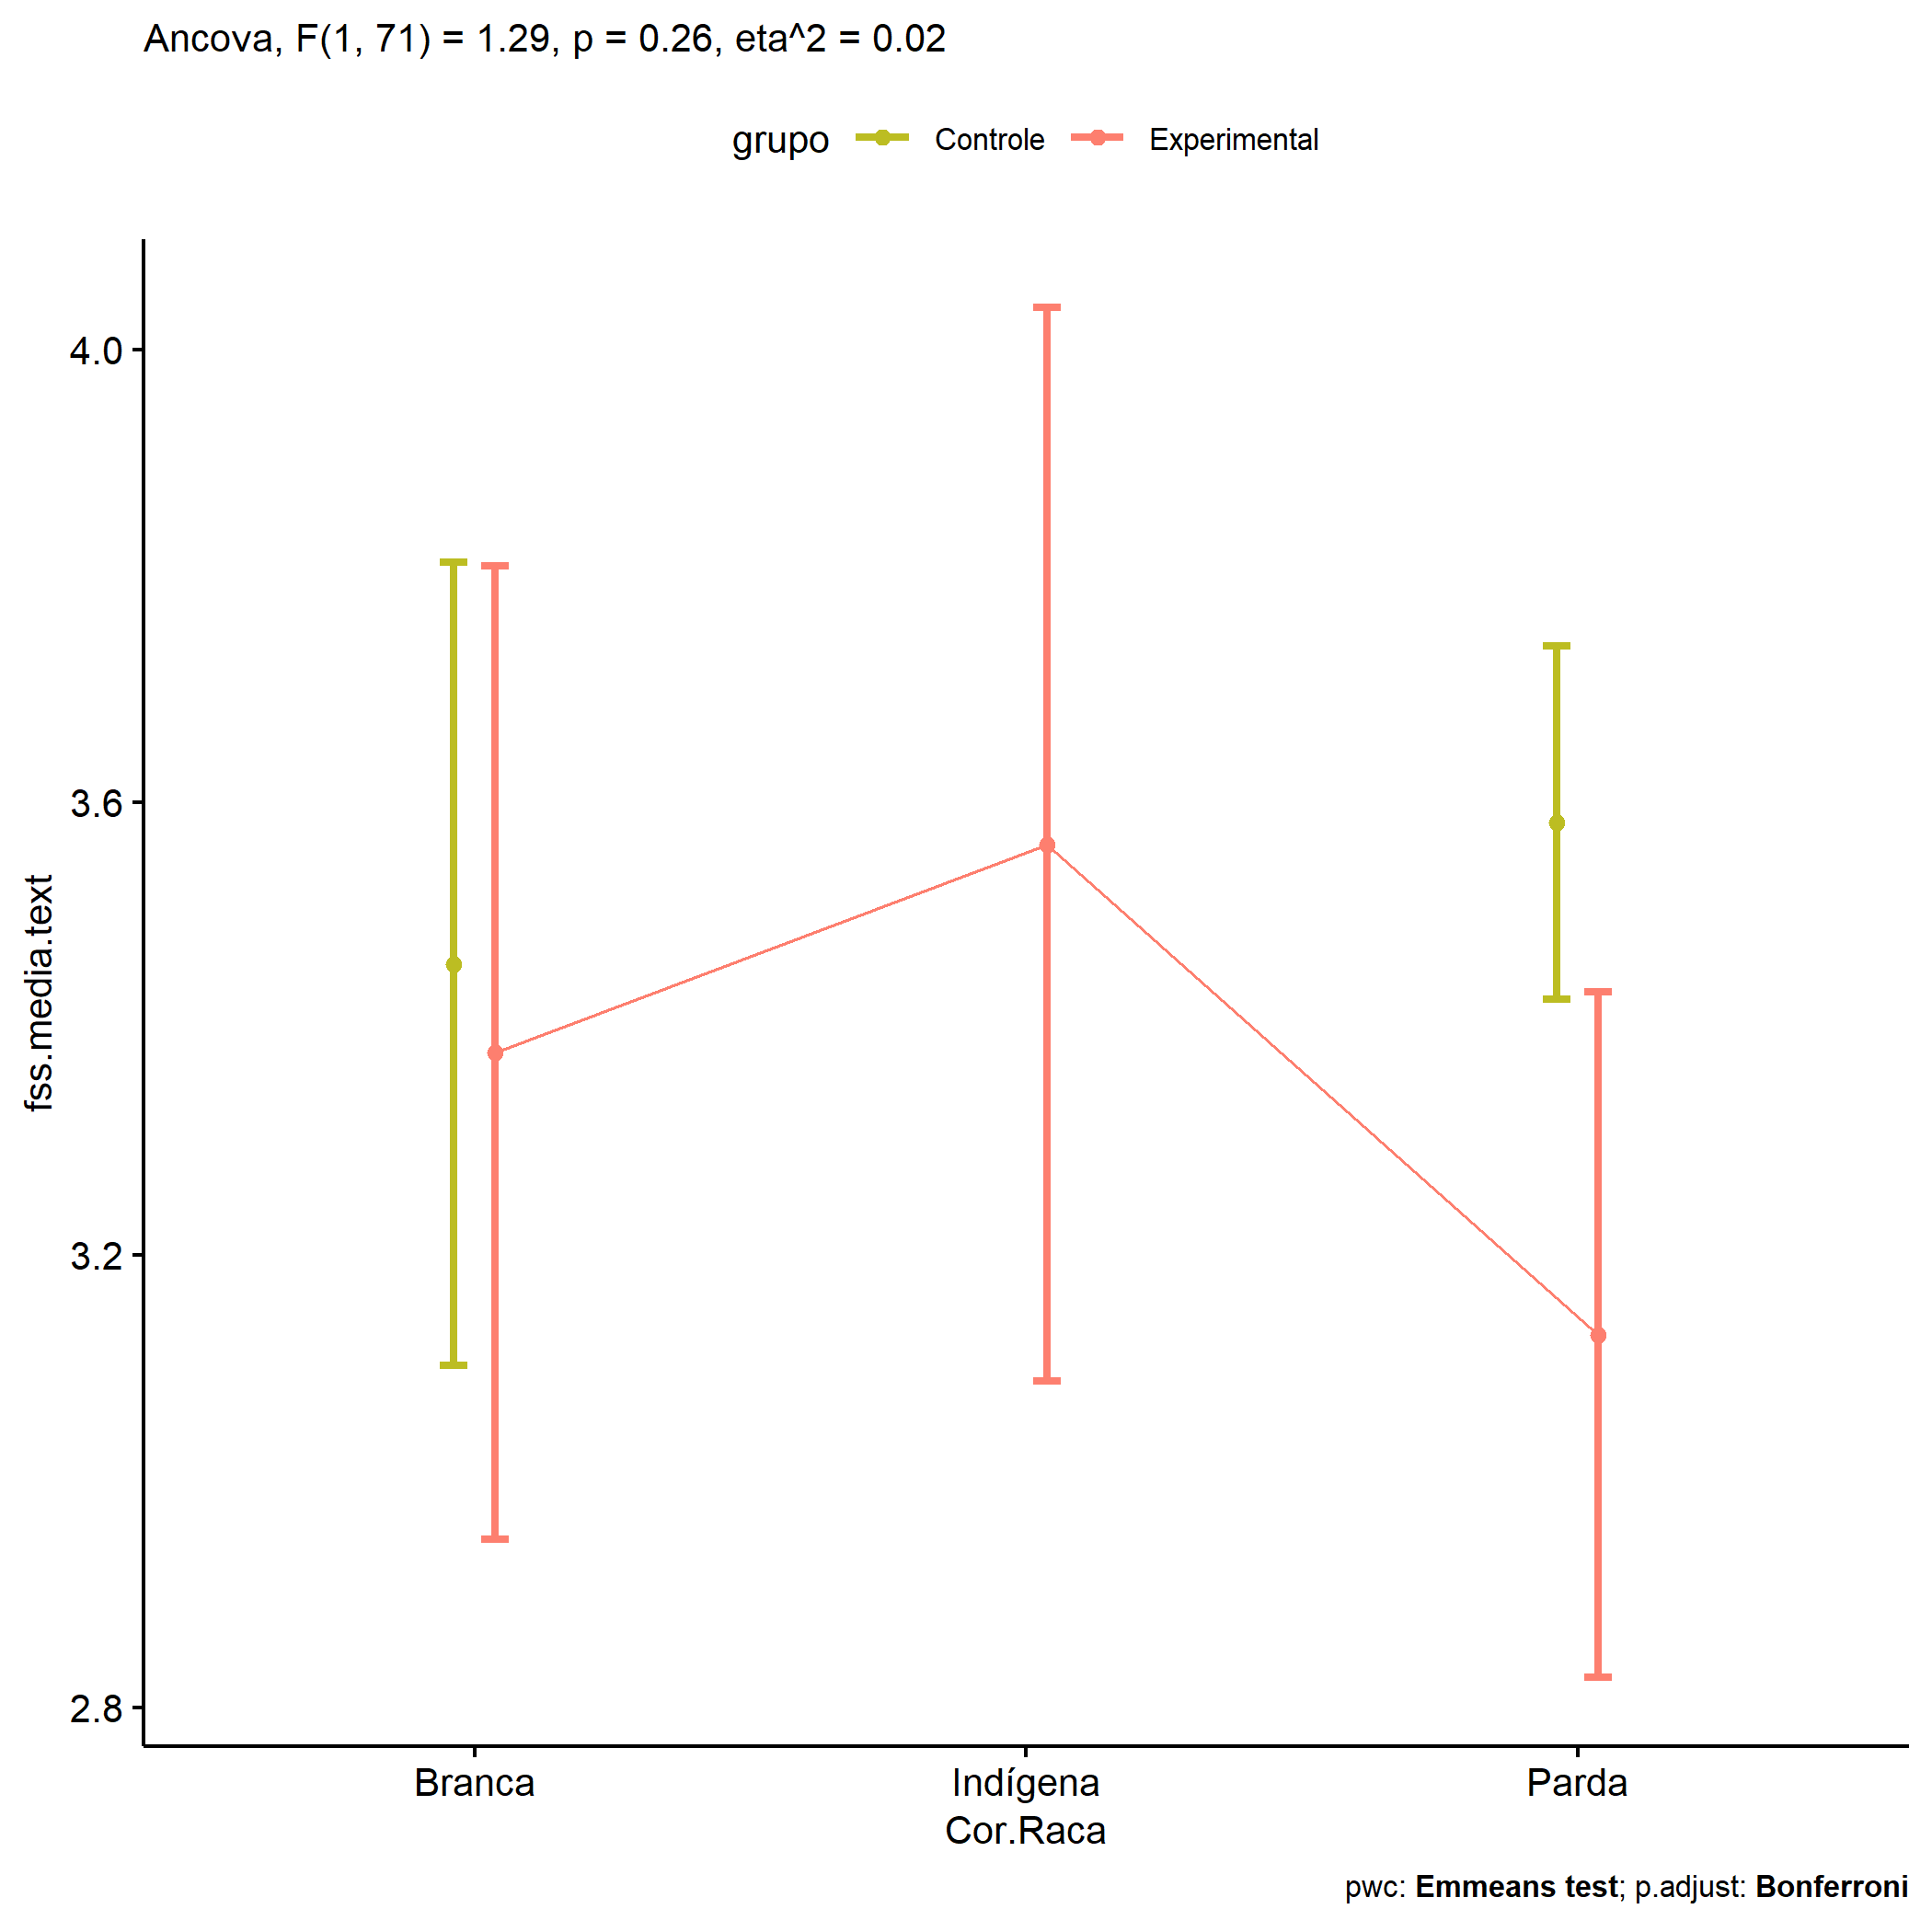 Ancova, F(1, 71) = 1.29, p = 0.26, eta^2 = 0.02
grupo Controle Experimental
4.0
3.6
3.2
2.8
fss.media.text
Branca Indígena Parda
Cor.Raca
pwc: Emmeans test; p.adjust: Bonferroni